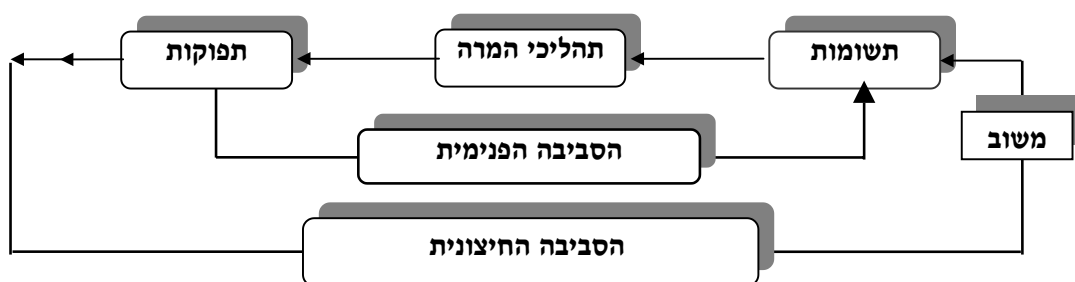 תשומות
תהליכי המרה
תפוקות
משוב
הסביבה הפנימית
הסביבה החיצונית